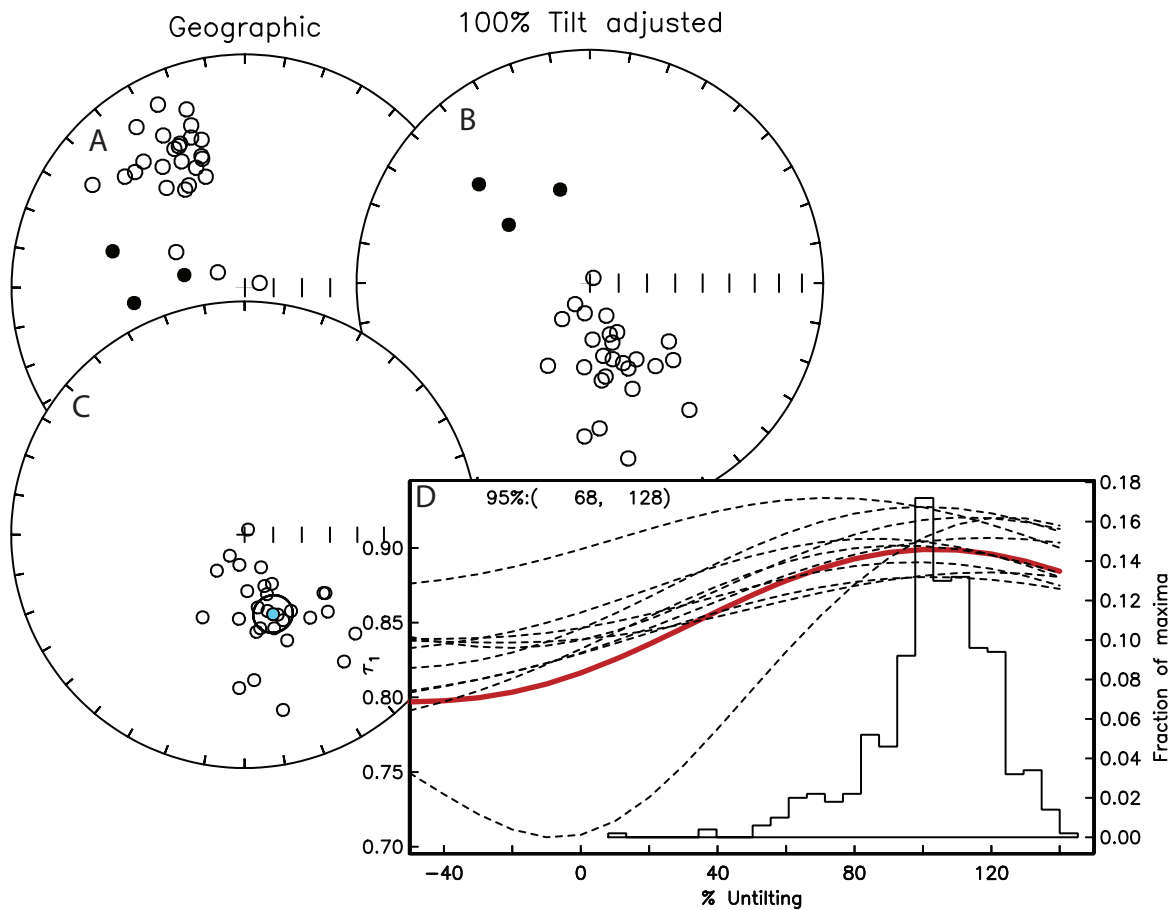 Geographic
100% Tilt adjusted
A
B
C
D
95%:( 68, 128)
0.90
0.85
0.80
0.75
0.70
τ1
0.18
0.16
0.14
0.12
0.10
0.08
0.06
0.04
0.02
0.00
Fraction of maxima
−40 0 40 80 120
% Untilting